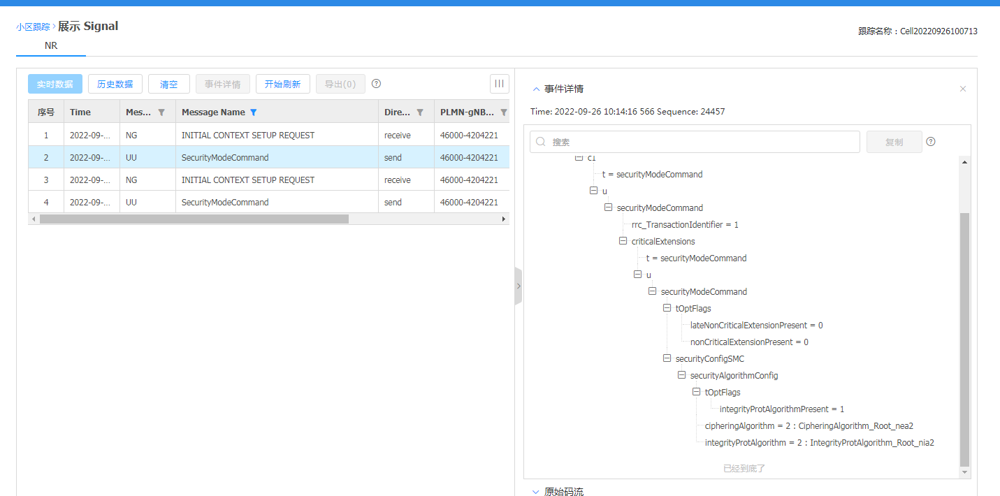 小区跟踪 > 展示 Signal
跟踪名称：Cell20220926100713
NR
实时数据 历史数据 清空 事件详情 开始刷新 导出(0)
序号 Time Mes... Message Name Dire... PLMN-gNB...
1 2022-09-... NG INITIAL CONTEXT SETUP REQUEST receive 46000-4204221
2 2022-09-... UU SecurityModeCommand send 46000-4204221
3 2022-09-... NG INITIAL CONTEXT SETUP REQUEST receive 46000-4204221
4 2022-09-... UU SecurityModeCommand send 46000-4204221
事件详情
Time: 2022-09-26 10:14:16 566 Sequence: 24457
搜索 复制
c1
t = securityModeCommand
u
securityModeCommand
rrc_TransactionIdentifier = 1
criticalExtensions
t = securityModeCommand
u
securityModeCommand
tOptFlags
lateNonCriticalExtensionPresent = 0
nonCriticalExtensionPresent = 0
securityConfigSMC
securityAlgorithmConfig
tOptFlags
integrityProtAlgorithmPresent = 1
cipheringAlgorithm = 2 : CipheringAlgorithm_Root_nea2
integrityProtAlgorithm = 2 : IntegrityProtAlgorithm_Root_nia2
已经到底了
原始码流